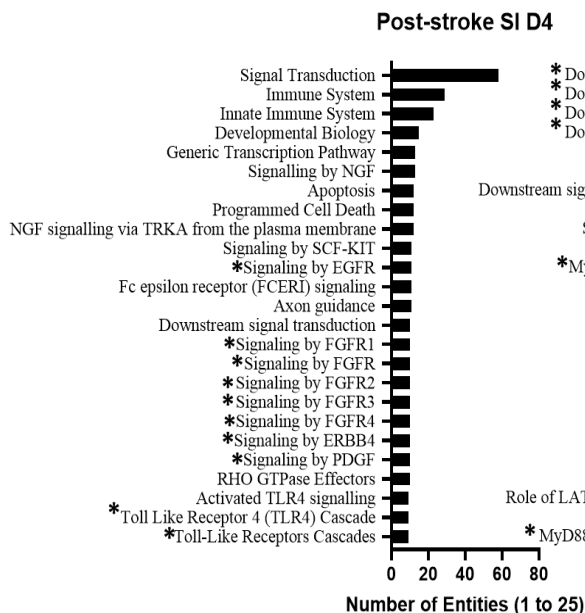 Post-stroke SI D4
Signal Transduction
* Do
Immune System
* Do
Innate Immune System
* Do
Developmental Biology
* Do
Generic Transcription Pathway
Signalling by NGF
Apoptosis
Downstream sig
Programmed Cell Death
NGF signalling via TRKA from the plasma membrane
S
Signaling by SCF-KIT
*Signaling by EGFR
*My
Fc epsilon receptor (FCERI) signaling
Axon guidance
Downstream signal transduction
*Signaling by FGFR1
*Signaling by FGFR
*Signaling by FGFR2
*Signaling by FGFR3
*Signaling by FGFR4
*Signaling by ERBB4
*Signaling by PDGF
RHO GTPase Effectors
Activated TLR4 signalling
Role of LAT
*Toll Like Receptor 4 (TLR4) Cascade
*Toll-Like Receptors Cascades
* MyD88
0 20 40 60 80
Number of Entities (1 to 25)